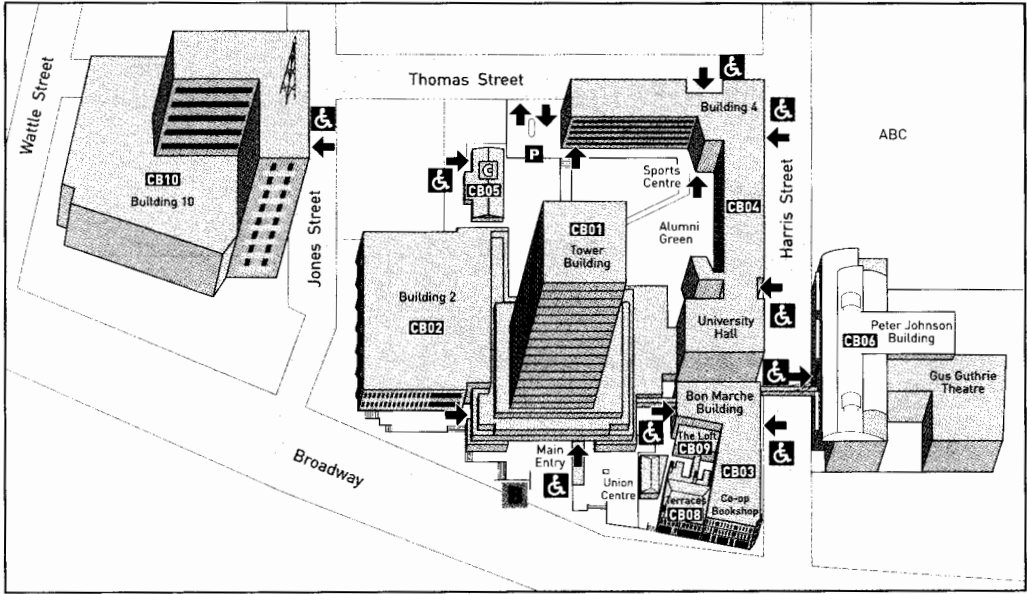 Wattle Street
Thomas Street
Building 4
ABC
P
CB10
Building 10
CB05
Sports
Centre
CB04
Harris Street
Jones Street
CB01
Tower
Building
Alumni
Green
Building 2
CB02
University
Hall
CB06
Peter Johnson
Building
Gus Guthrie
Theatre
Bon Marche
Building
The Loft
CB09
CB03
Main
Entry
Union
Centre
Terraces
CB08
Co-op
Bookshop
Broadway